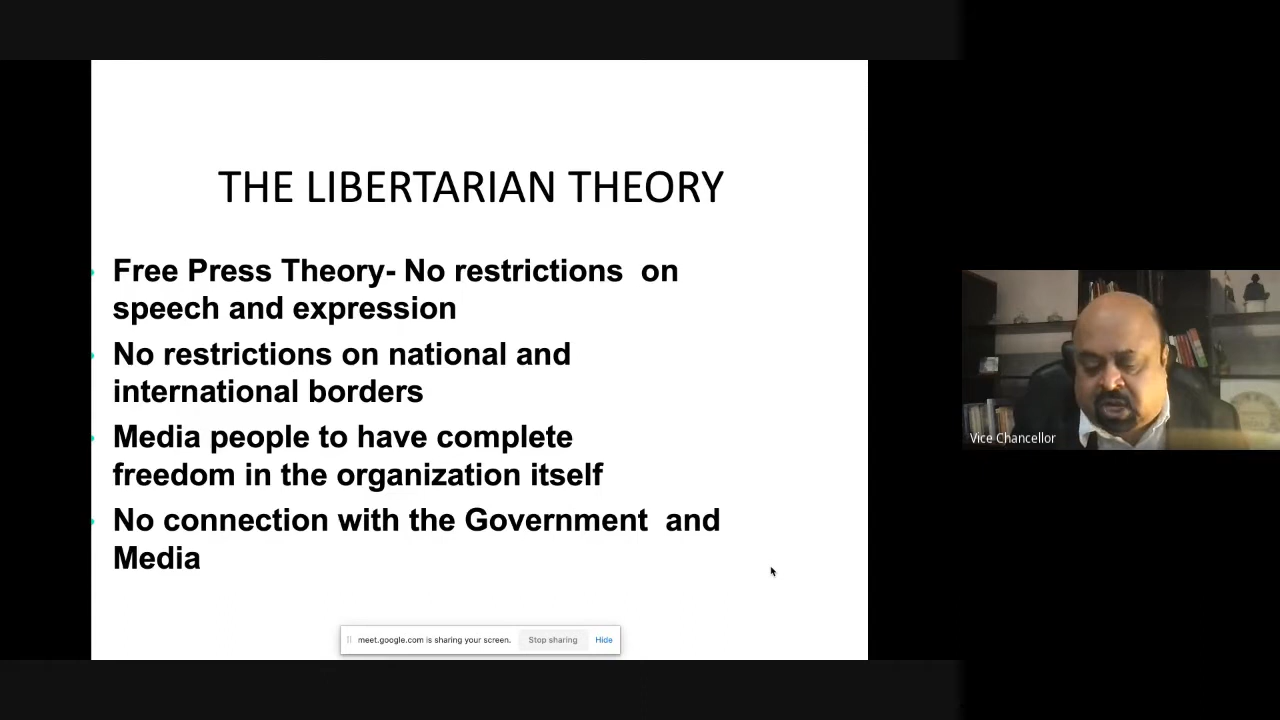 THE LIBERTARIAN THEORY
Free Press Theory- No restrictions on
speech and expression
No restrictions on national and
international borders
Media people to have complete
freedom in the organization itself
No connection with the Government and
Media
meet.google.com is sharing your screen. Stop sharing Hide
Vice Chancellor